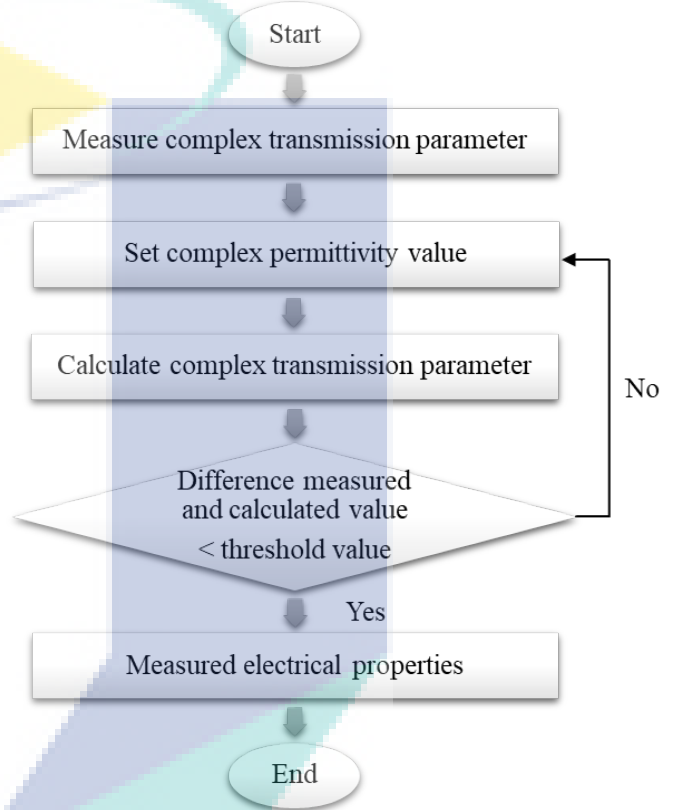 Start
Measure complex transmission parameter
Set complex permittivity value
Calculate complex transmission parameter
No
Difference measured
and calculated value
< threshold value
Yes
Measured electrical properties
End